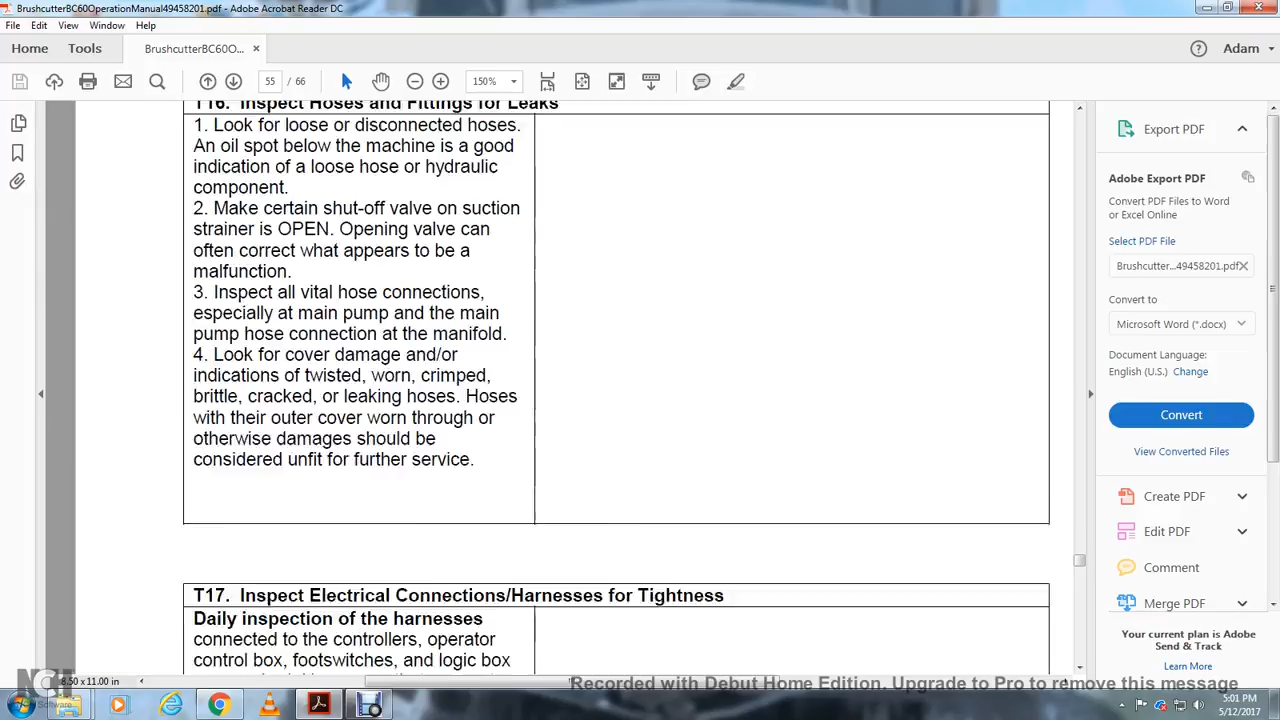 BrushcutterBC60OperationManual49458201.pdf - Adobe Acrobat Reader DC
File Edit View Window Help
Home Tools BrushcutterBC60O... × Adam
55 / 66 150%
T16. Inspect Hoses and Fittings for Leaks
1. Look for loose or disconnected hoses.
An oil spot below the machine is a good
indication of a loose hose or hydraulic
component.
2. Make certain shut-off valve on suction
strainer is OPEN. Opening valve can
often correct what appears to be a
malfunction.
3. Inspect all vital hose connections,
especially at main pump and the main
pump hose connection at the manifold.
4. Look for cover damage and/or
indications of twisted, worn, crimped,
brittle, cracked, or leaking hoses. Hoses
with their outer cover worn through or
otherwise damages should be
considered unfit for further service.
T17. Inspect Electrical Connections/Harnesses for Tightness
Daily inspection of the harnesses
connected to the controllers, operator
control box, footswitches, and logic box
8.50 x 11.00 in
Export PDF
Adobe Export PDF
Convert PDF Files to Word
or Excel Online
Select PDF File
Brushcutter...49458201.pdf ×
Convert to
Microsoft Word (*.docx)
Document Language:
English (U.S.) Change
Convert
View Converted Files
Create PDF
Edit PDF
Comment
Merge PDF
Your current plan is Adobe
Send & Track
Learn More
NCH Software
Recorded with Debut Home Edition. Upgrade to Pro to remove this message
5:01 PM
5/12/2017